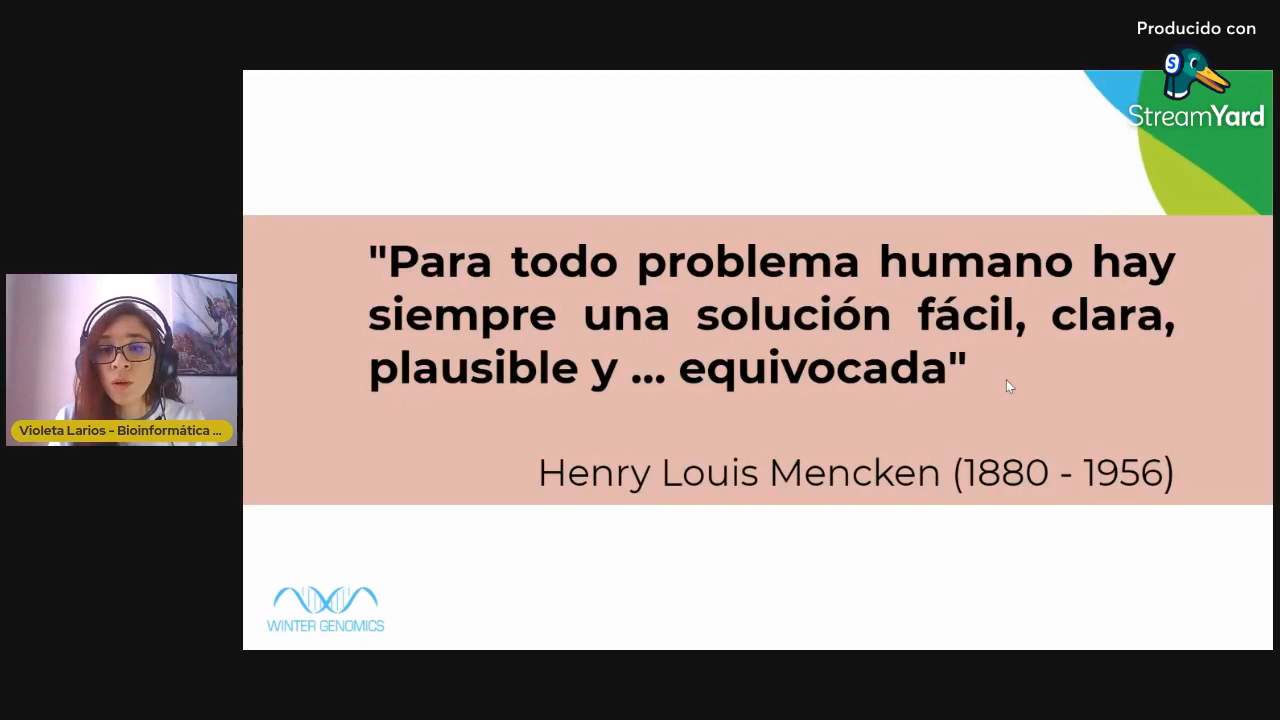 Producido con
StreamYard
"Para todo problema humano hay
siempre una solución fácil, clara,
plausible y ... equivocada"
Henry Louis Mencken (1880 - 1956)
Violeta Larios - Bioinformática ...
WINTER GENOMICS